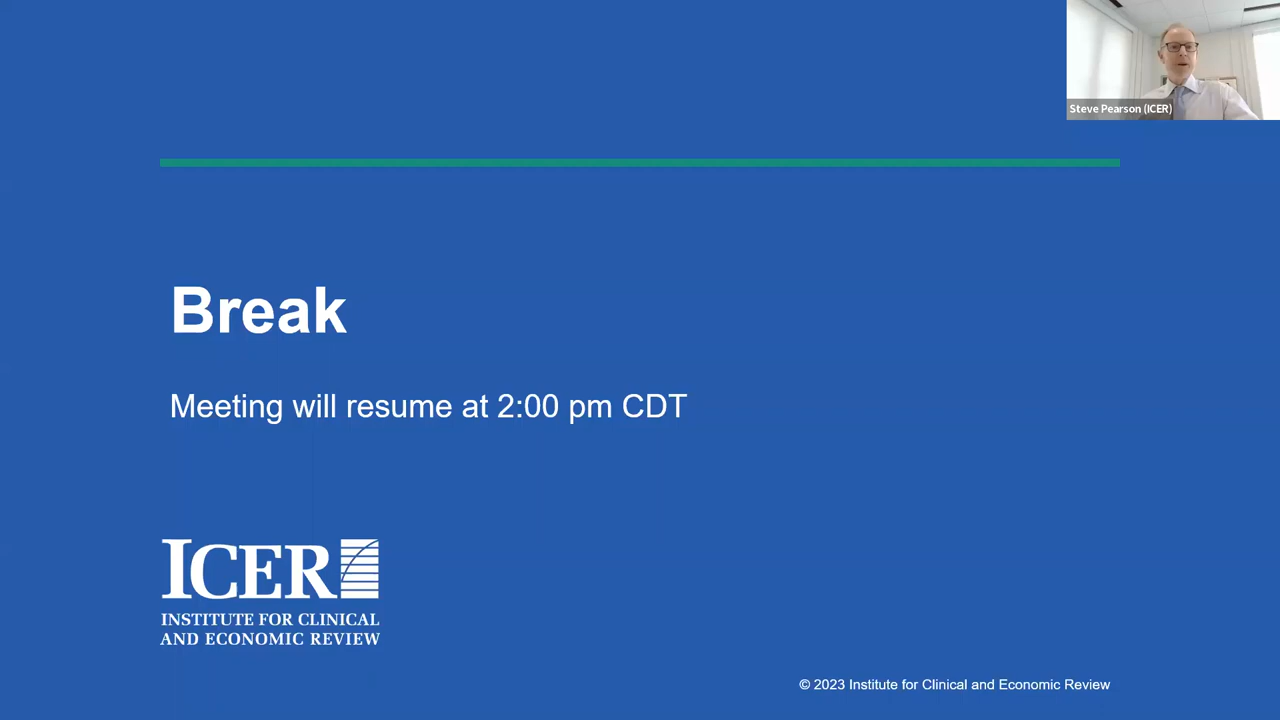 Steve Pearson (ICER)
Break
Meeting will resume at 2:00 pm CDT
ICER
INSTITUTE FOR CLINICAL
AND ECONOMIC REVIEW
© 2023 Institute for Clinical and Economic Review